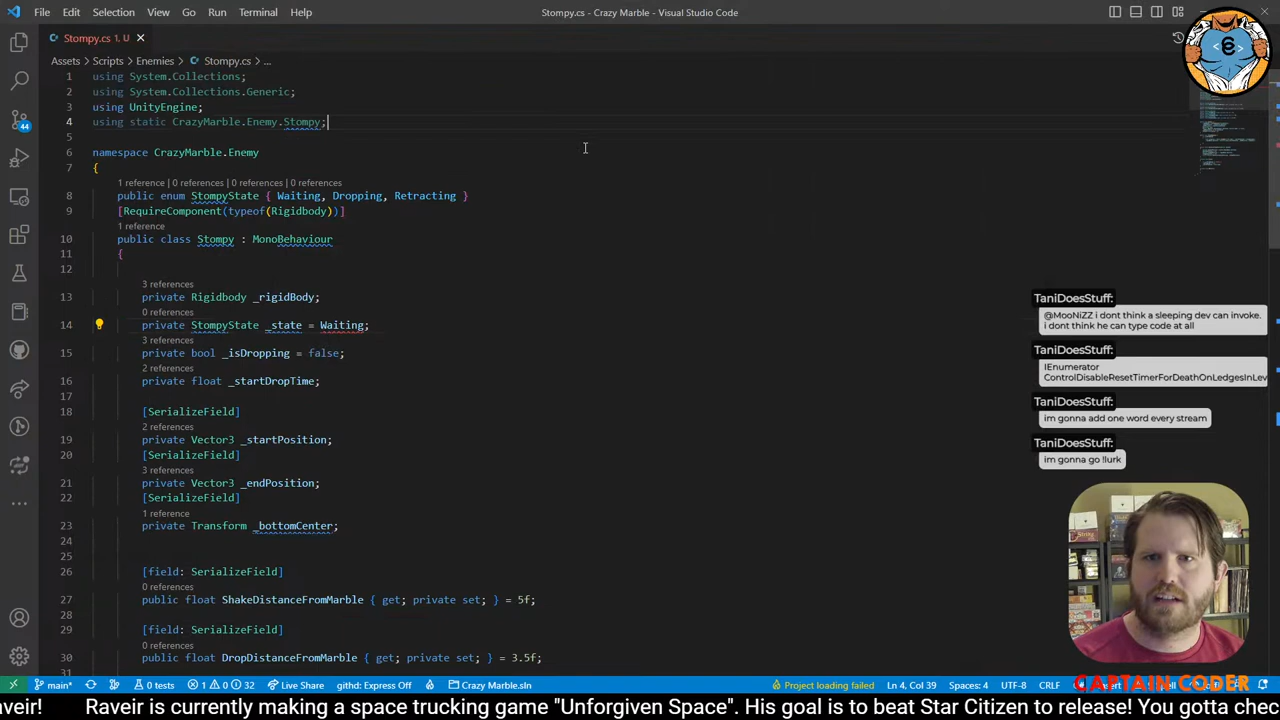 File Edit Selection View Go Run Terminal Help
Stompy.cs - Crazy Marble - Visual Studio Code
Stompy.cs 1, U
Assets > Scripts > Enemies > Stompy.cs > ...
1 using System.Collections;
2 using System.Collections.Generic;
3 using UnityEngine;
4 using static CrazyMarble.Enemy.Stompy;
5
6 namespace CrazyMarble.Enemy
7 {
1 reference | 0 references | 0 references | 0 references
8 public enum StompyState { Waiting, Dropping, Retracting }
9 [RequireComponent(typeof(Rigidbody))]
1 reference
10 public class Stompy : MonoBehaviour
11 {
12
3 references
13 private Rigidbody _rigidBody;
0 references
14 private StompyState _state = Waiting;
3 references
15 private bool _isDropping = false;
2 references
16 private float _startDropTime;
17
18 [SerializeField]
2 references
19 private Vector3 _startPosition;
20 [SerializeField]
3 references
21 private Vector3 _endPosition;
22 [SerializeField]
1 reference
23 private Transform _bottomCenter;
24
25
26 [field: SerializeField]
0 references
27 public float ShakeDistanceFromMarble { get; private set; } = 5f;
28
29 [field: SerializeField]
0 references
30 public float DropDistanceFromMarble { get; private set; } = 3.5f;
31
44
TaniDoesStuff:
@MooNiZZ i dont think a sleeping dev can invoke.
i dont think he can type code at all
TaniDoesStuff:
IEnumerator
ControlDisableResetTimerForDeathOnLedgesInLev
TaniDoesStuff:
im gonna add one word every stream
TaniDoesStuff:
im gonna go !lurk
main* 0 tests 1 0 32 Live Share githd: Express Off Crazy Marble.sln
Project loading failed Ln 4, Col 39 Spaces: 4 UTF-8 CRLF
CAPTAIN CODER
aveir! Raveir is currently making a space trucking game "Unforgiven Space". His goal is to beat Star Citizen to release! You gotta check